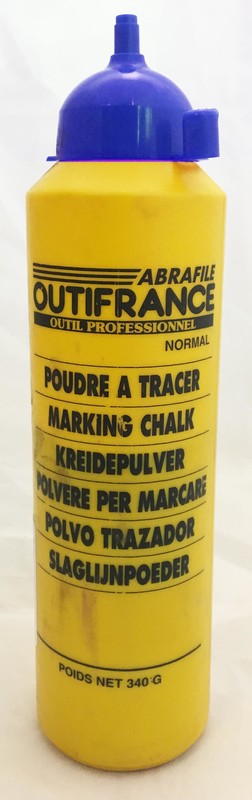 ABRAFILE
OUTIFRANCE
OUTIL PROFESSIONNEL
NORMAL
POUDRE A TRACER
MARKING CHALK
KREIDEPULVER
POLVERE PER MARCARE
POLVO TRAZADOR
SLAGLIJNPOEDER
POIDS NET 340 G